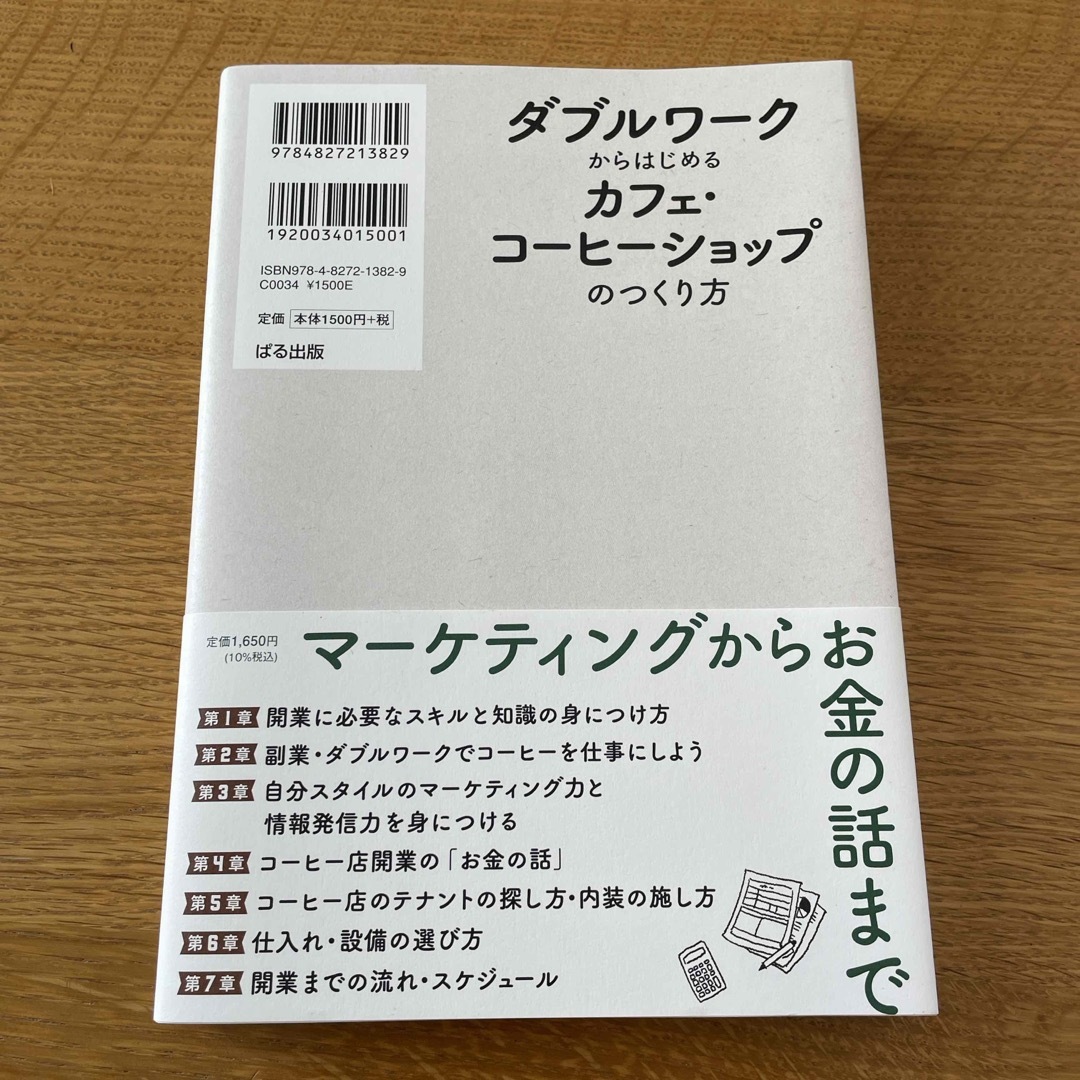 9784827213829
1920034015001
ISBN978-4-8272-1382-9
C0034 ¥1500E
定価 本体1500円+税
ぱる出版
ダブルワーク
からはじめる
カフェ・
コーヒーショップ
のつくり方
定価1,650円
(10%税込)
マーケティングからお金の話まで
第1章 開業に必要なスキルと知識の身につけ方
第2章 副業・ダブルワークでコーヒーを仕事にしよう
第3章 自分スタイルのマーケティング力と
情報発信力を身につける
第4章 コーヒー店開業の「お金の話」
第5章 コーヒー店のテナントの探し方・内装の施し方
第6章 仕入れ・設備の選び方
第7章 開業までの流れ・スケジュール